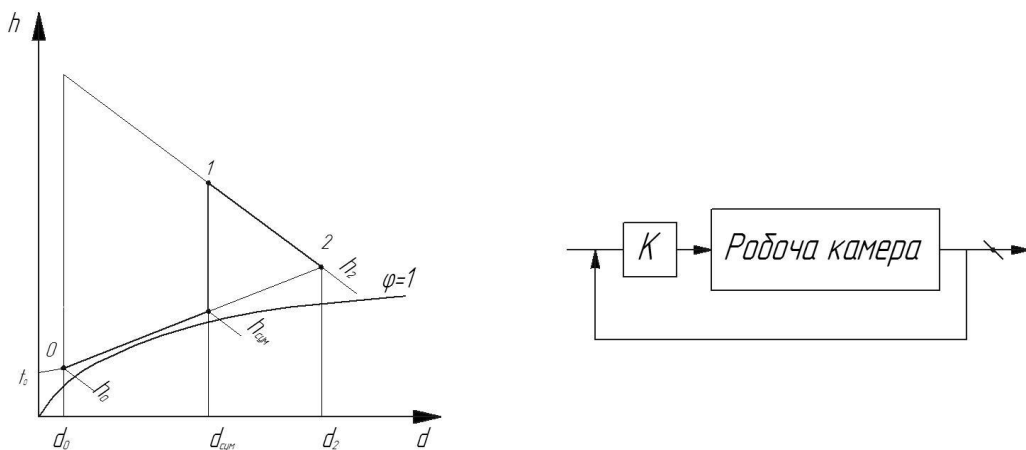 h
1
2
h₂
φ=1
hсум
0
t₀
h₀
d₀
dсум
d₂
d
К
Робоча камера